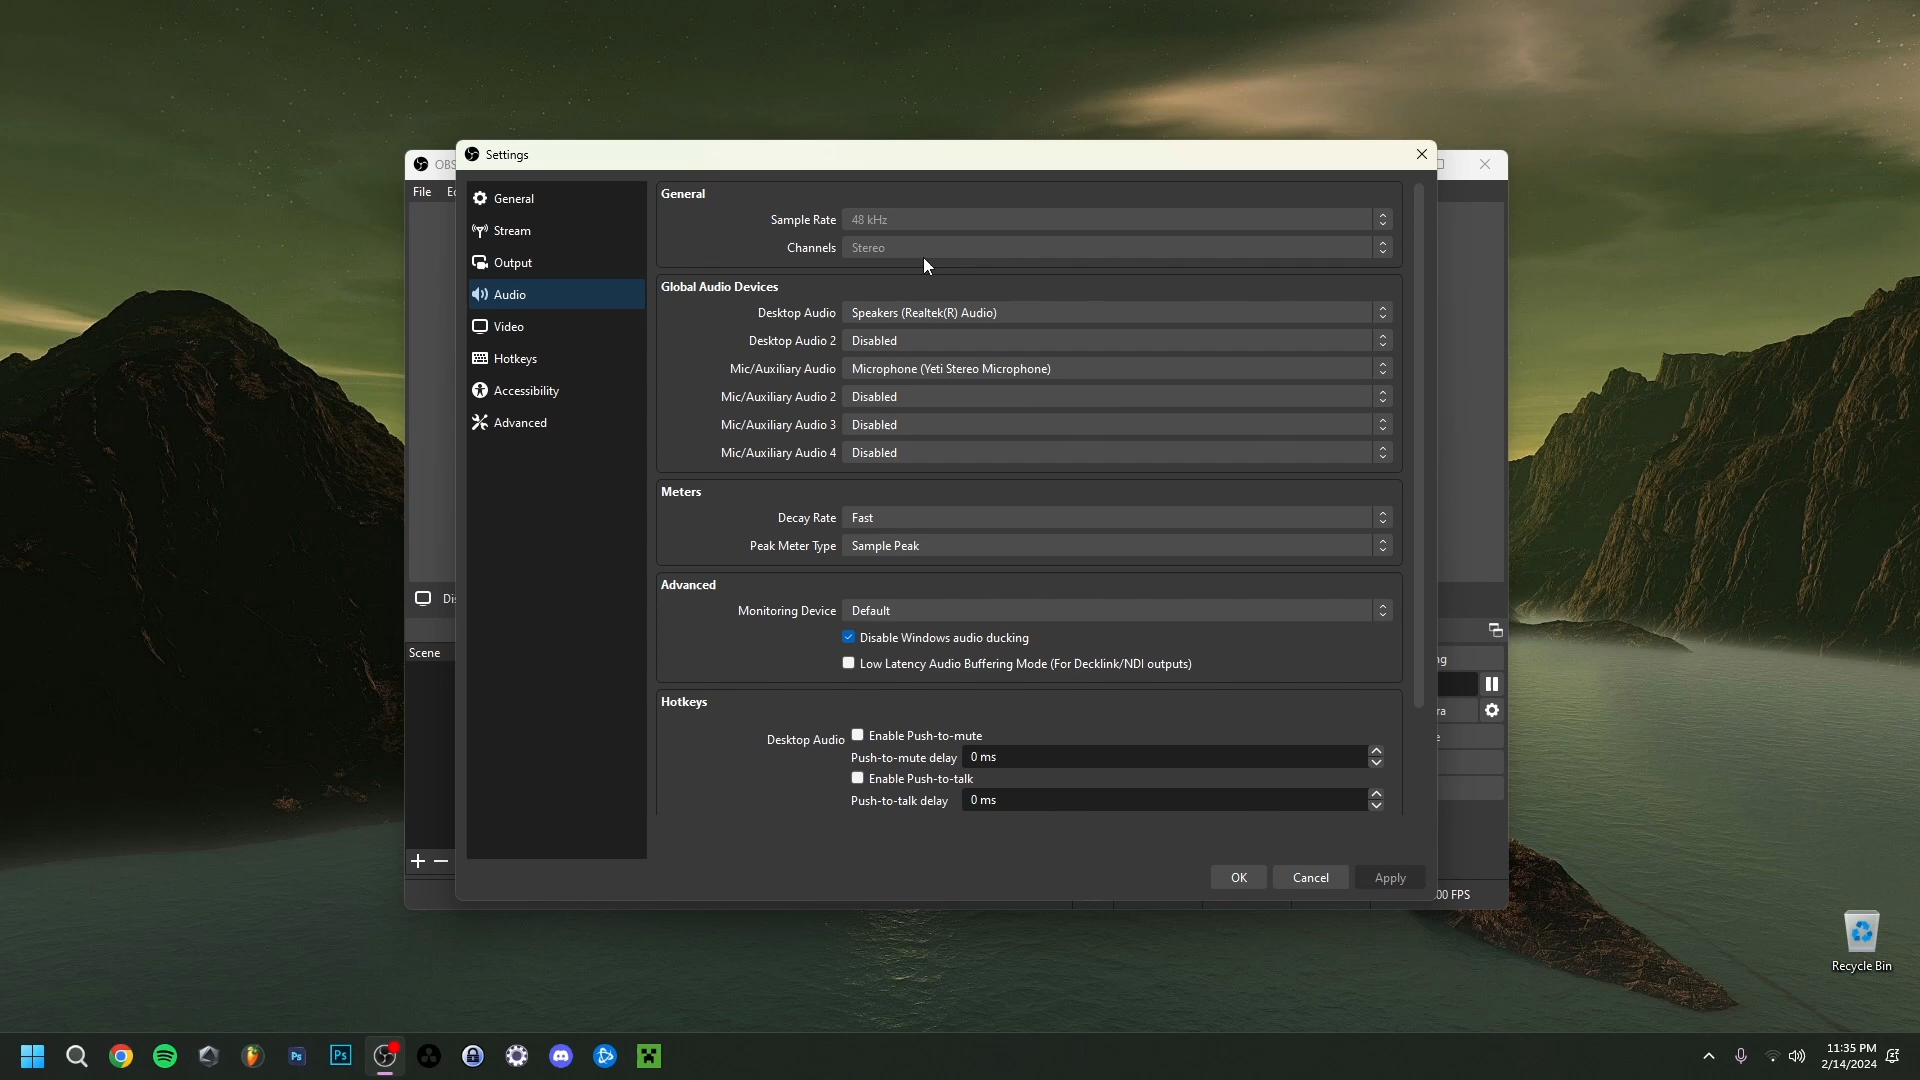 Settings
OBS
File
General
Stream
Output
Audio
Video
Hotkeys
Accessibility
Advanced
General
Sample Rate 48 kHz
Channels Stereo
Global Audio Devices
Desktop Audio Speakers (Realtek(R) Audio)
Desktop Audio 2 Disabled
Mic/Auxiliary Audio Microphone (Yeti Stereo Microphone)
Mic/Auxiliary Audio 2 Disabled
Mic/Auxiliary Audio 3 Disabled
Mic/Auxiliary Audio 4 Disabled
Meters
Decay Rate Fast
Peak Meter Type Sample Peak
Advanced
Monitoring Device Default
Disable Windows audio ducking
Low Latency Audio Buffering Mode (For Decklink/NDI outputs)
Hotkeys
Desktop Audio Enable Push-to-mute
Push-to-mute delay 0 ms
Enable Push-to-talk
Push-to-talk delay 0 ms
Scene
OK Cancel Apply
00 FPS
Recycle Bin
Ps
Ps
11:35 PM
2/14/2024